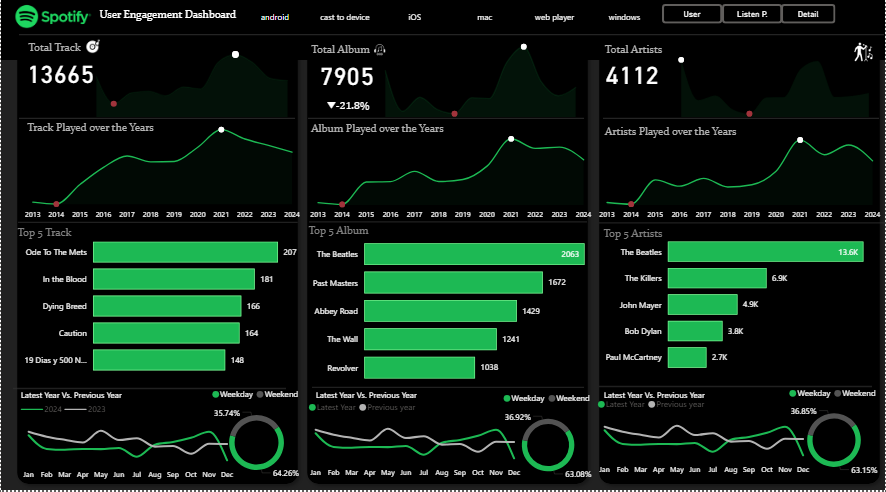 Spotify
User Engagement Dashboard
android cast to device iOS mac web player windows
User Listen P. Detail
Total Track
13665
Total Album
7905
▼-21.8%
Total Artists
4112
Track Played over the Years
2013 2014 2015 2016 2017 2018 2019 2020 2021 2022 2023 2024
Album Played over the Years
2013 2014 2015 2016 2017 2018 2019 2020 2021 2022 2023 2024
Artists Played over the Years
2013 2014 2015 2016 2017 2018 2019 2020 2021 2022 2023 2024
Top 5 Track
Ode To The Mets 207
In the Blood 181
Dying Breed 166
Caution 164
19 Dias y 500 N... 148
Top 5 Album
The Beatles 2063
Past Masters 1672
Abbey Road 1429
The Wall 1241
Revolver 1038
Top 5 Artists
The Beatles 13.6K
The Killers 6.9K
John Mayer 4.9K
Bob Dylan 3.8K
Paul McCartney 2.7K
Latest Year Vs. Previous Year
2024 2023
Weekday Weekend
35.74%
64.26%
Jan Feb Mar Apr May Jun Jul Aug Sep Oct Nov Dec
Latest Year Vs. Previous Year
Latest Year Previous year
Weekday Weekend
36.92%
63.08%
Jan Feb Mar Apr May Jun Jul Aug Sep Oct Nov Dec
Latest Year Vs. Previous Year
Latest Year Previous year
Weekday Weekend
36.85%
63.15%
Jan Feb Mar Apr May Jun Jul Aug Sep Oct Nov Dec